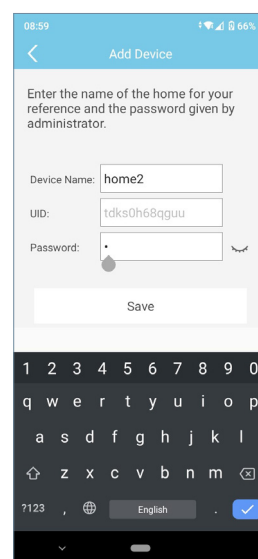 08:59 66%
Add Device
Enter the name of the home for your
reference and the password given by
administrator.
Device Name: home2
UID: tdks0h68qguu
Password: •
Save
1 2 3 4 5 6 7 8 9 0
q w e r t y u i o p
a s d f g h j k l
z x c v b n m
?123 , English .